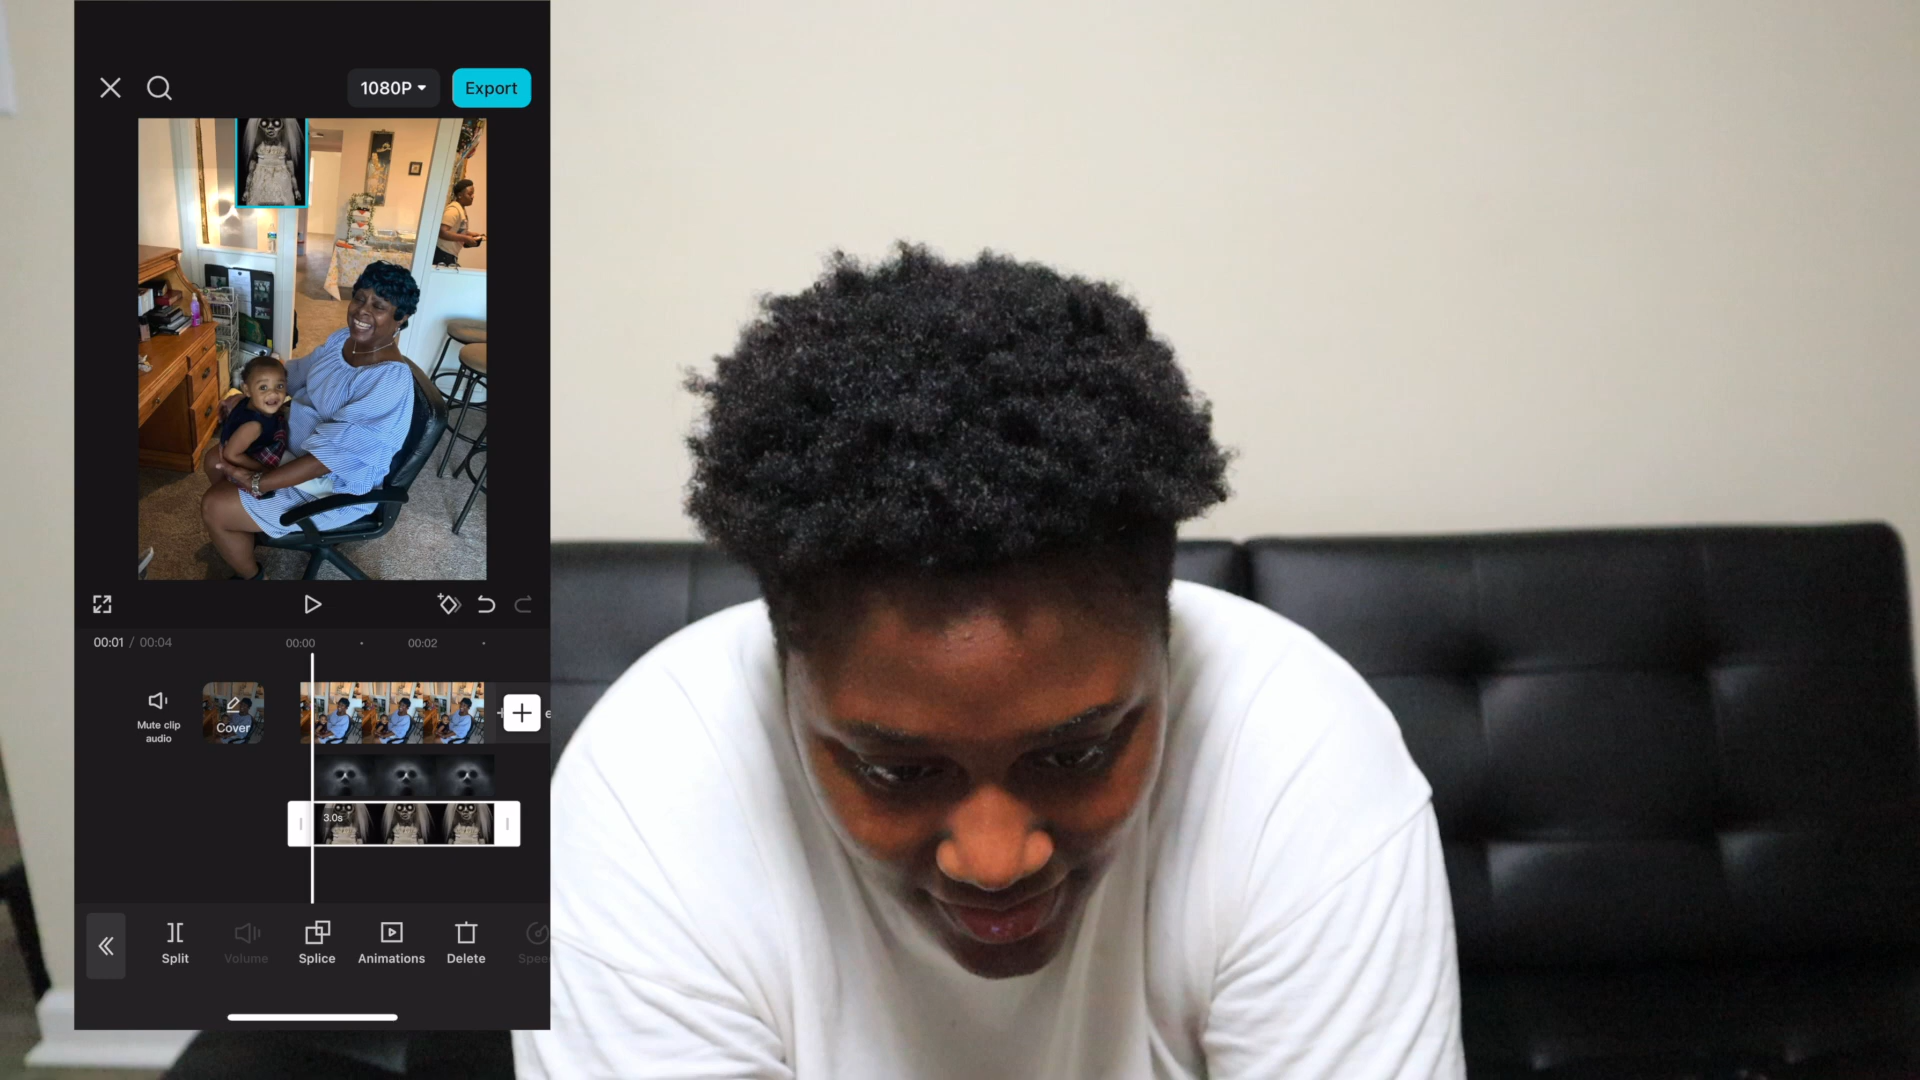 1080P
Export
00:01 / 00:04
00:00
00:02
Mute clip
audio
Cover
3.0s
Split
Volume
Splice
Animations
Delete
Spee